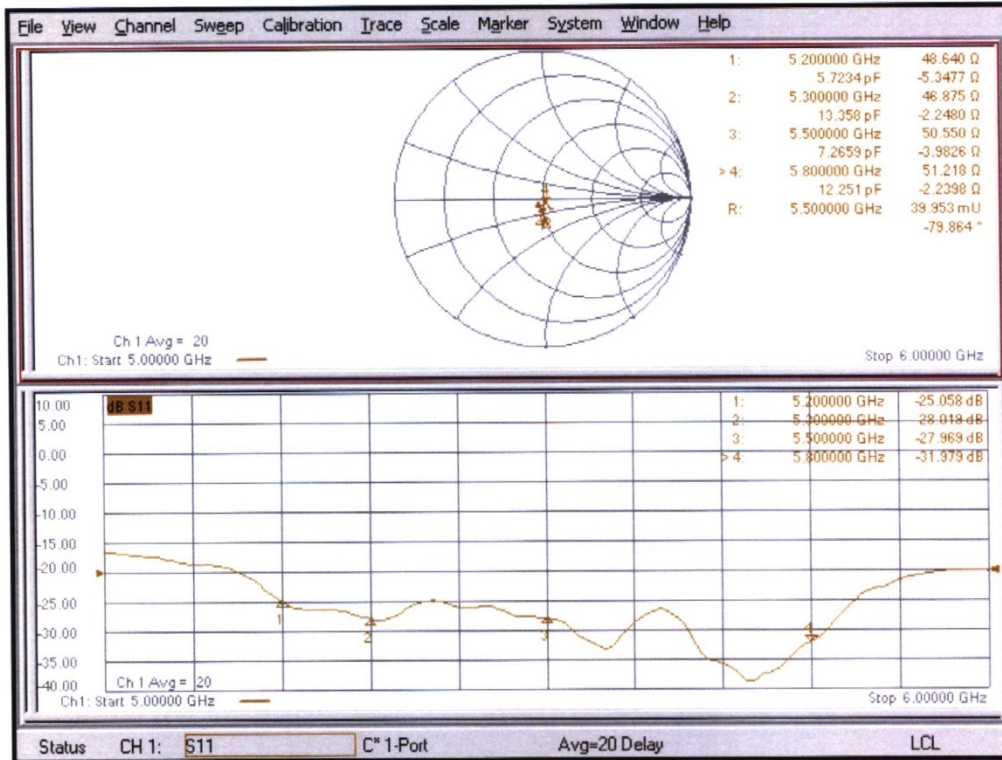 File View Channel Sweep Calibration Trace Scale Marker System Window Help
1: 5.200000 GHz 48.640 Ω
5.7234 pF -5.3477 Ω
2: 5.300000 GHz 46.875 Ω
13.358 pF -2.2480 Ω
3: 5.500000 GHz 50.550 Ω
7.2659 pF -3.9826 Ω
> 4: 5.800000 GHz 51.218 Ω
12.251 pF -2.2398 Ω
R: 5.500000 GHz 39.953 mU
-79.864 °
Ch 1 Avg = 20
Ch1: Start 5.00000 GHz Stop 6.00000 GHz
10.00 dB S11 1: 5.200000 GHz -25.058 dB
5.00 2: 5.300000 GHz -28.019 dB
3: 5.500000 GHz -27.969 dB
0.00 > 4: 5.800000 GHz -31.979 dB
-5.00
-10.00
-15.00
-20.00
-25.00
-30.00
-35.00
-40.00
1
2
3
4
Ch 1 Avg = 20
Ch1: Start 5.00000 GHz Stop 6.00000 GHz
Status CH 1: S11 C* 1-Port Avg=20 Delay LCL